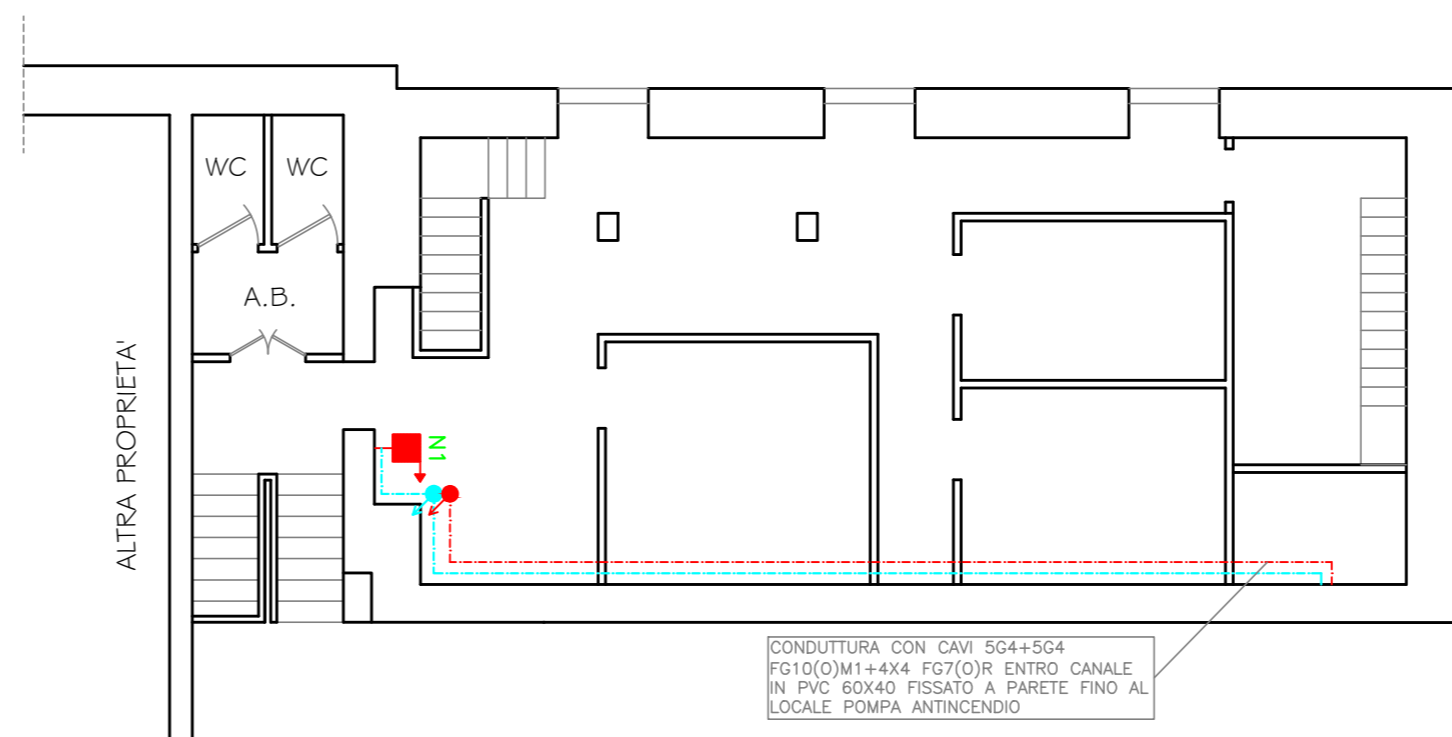 WC
WC
A.B.
ALTRA PROPRIETA'
N1
CONDUTTURA CON CAVI 5G4+5G4
FG10(O)M1+4X4 FG7(O)R ENTRO CANALE
IN PVC 60X40 FISSATO A PARETE FINO AL
LOCALE POMPA ANTINCENDIO